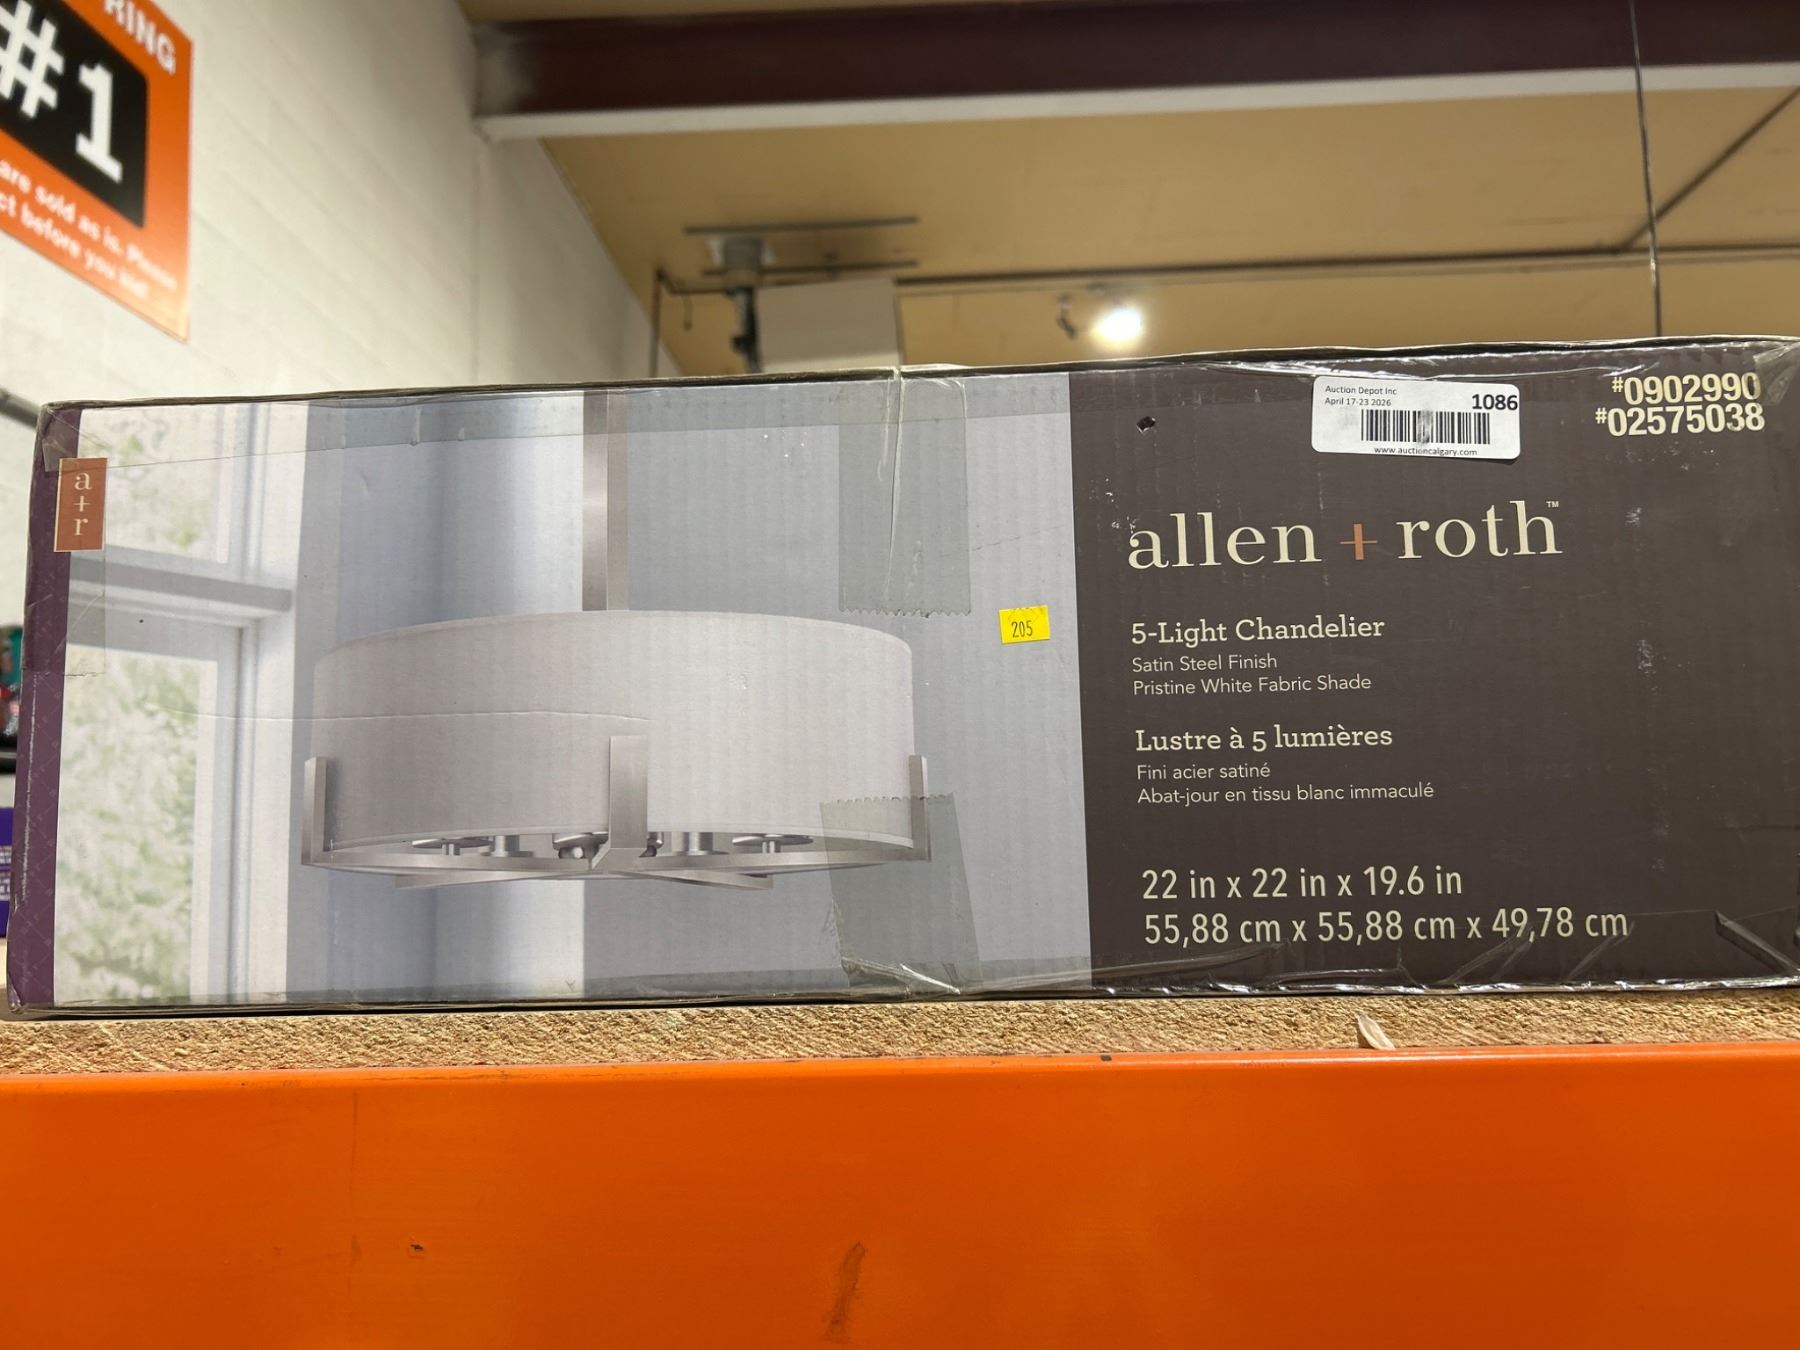 RING
#1
are sold as is. Please
ct before you
a
+
r
205
Auction Depot Inc
April 17-23 2026
1086
www.auctioncalgary.com
#0902990
#02575038
allen + roth™
5-Light Chandelier
Satin Steel Finish
Pristine White Fabric Shade
Lustre à 5 lumières
Fini acier satiné
Abat-jour en tissu blanc immaculé
22 in x 22 in x 19.6 in
55,88 cm x 55,88 cm x 49,78 cm